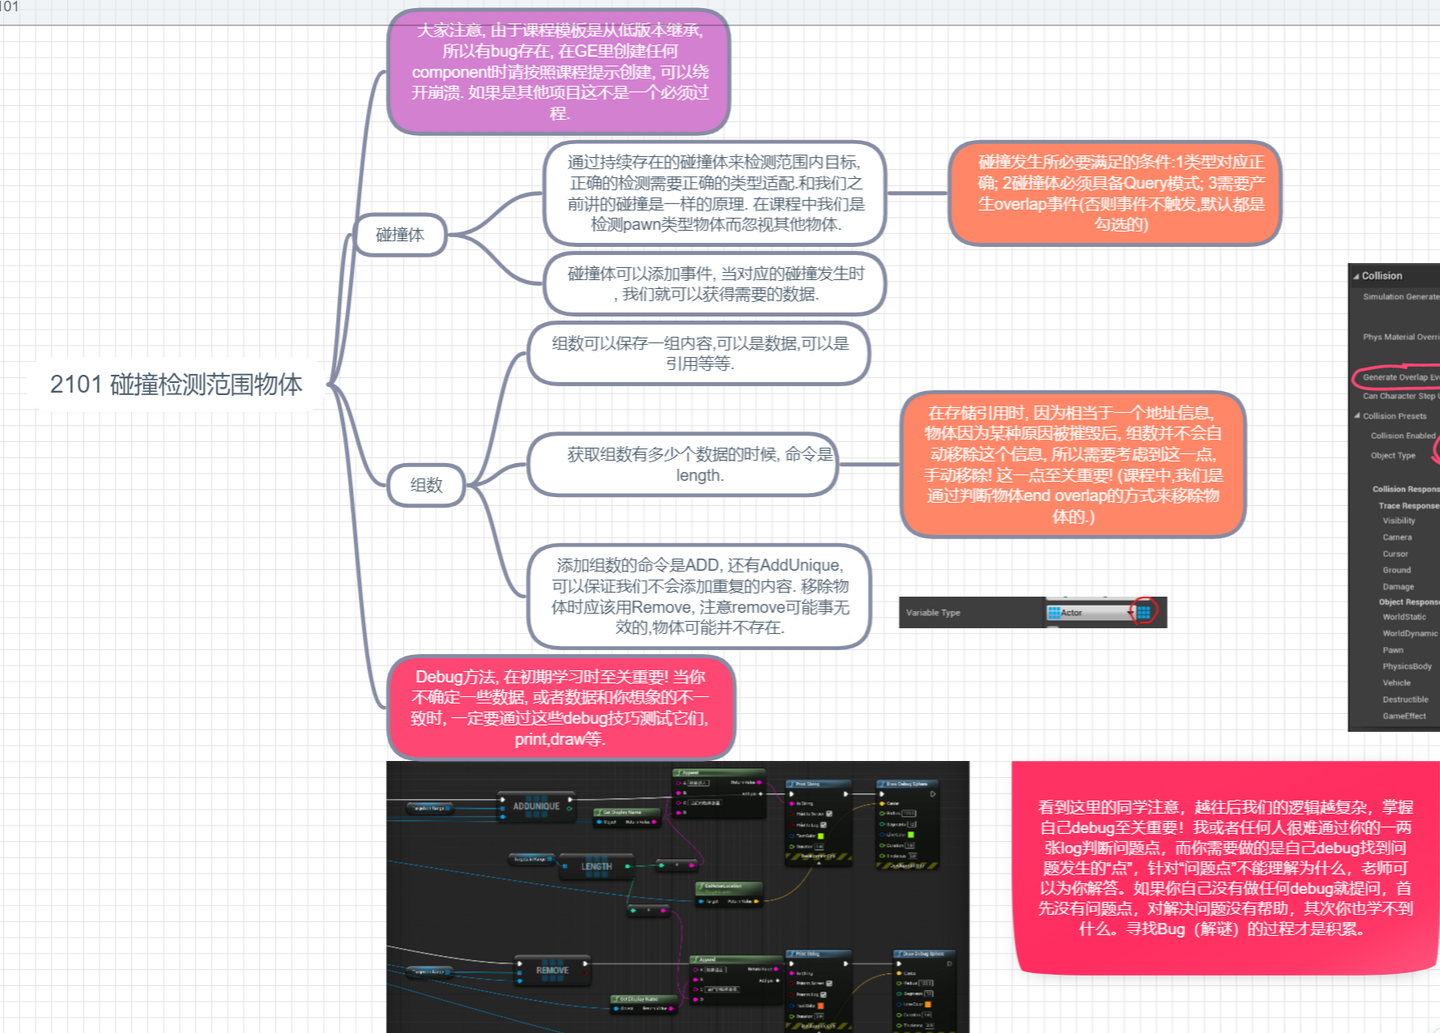 101
大家注意, 由于课程模板是从低版本继承,
所以有bug存在, 在GE里创建任何
component时请按照课程提示创建, 可以绕
开崩溃. 如果是其他项目这不是一个必须过
程.
通过持续存在的碰撞体来检测范围内目标,
正确的检测需要正确的类型适配.和我们之
前讲的碰撞是一样的原理. 在课程中我们是
检测pawn类型物体而忽视其他物体.
碰撞发生所必要满足的条件:1类型对应正
确; 2碰撞体必须具备Query模式; 3需要产
生overlap事件(否则事件不触发,默认都是
勾选的)
碰撞体
碰撞体可以添加事件, 当对应的碰撞发生时
, 我们就可以获得需要的数据.
组数可以保存一组内容,可以是数据,可以是
引用等等.
2101 碰撞检测范围物体
在存储引用时, 因为相当于一个地址信息,
物体因为某种原因被摧毁后, 组数并不会自
动移除这个信息, 所以需要考虑到这一点,
手动移除! 这一点至关重要! (课程中,我们是
通过判断物体end overlap的方式来移除物
体的.)
获取组数有多少个数据的时候, 命令是
length.
组数
添加组数的命令是ADD, 还有AddUnique,
可以保证我们不会添加重复的内容. 移除物
体时应该用Remove, 注意remove可能事无
效的,物体可能并不存在.
Variable Type
Actor
Debug方法, 在初期学习时至关重要! 当你
不确定一些数据, 或者数据和你想象的不一
致时, 一定要通过这些debug技巧测试它们,
print,draw等.
Collision
Simulation Generate
Phys Material Overri
Generate Overlap Eve
Can Character Step U
Collision Presets
Collision Enabled
Object Type
Collision Respons
Trace Response
Visibility
Camera
Cursor
Ground
Damage
Object Respons
WorldStatic
WorldDynamic
Pawn
PhysicsBody
Vehicle
Destructible
GameEffect
Append
Return Value
Print String
Draw Debug Sphere
ADDUNIQUE
Get Display Name
Object
Return Value
LENGTH
GetActorLocation
Target
Return Value
REMOVE
Append
Return Value
Print String
Draw Debug Sphere
Get Display Name
Object
Return Value
看到这里的同学注意，越往后我们的逻辑越复杂，掌握
自己debug至关重要！我或者任何人很难通过你的一两
张log判断问题点，而你需要做的是自己debug找到问
题发生的“点”，针对“问题点”不能理解为什么，老师可
以为你解答。如果你自己没有做任何debug就提问，首
先没有问题点，对解决问题没有帮助，其次你也学不到
什么。寻找Bug（解谜）的过程才是积累。